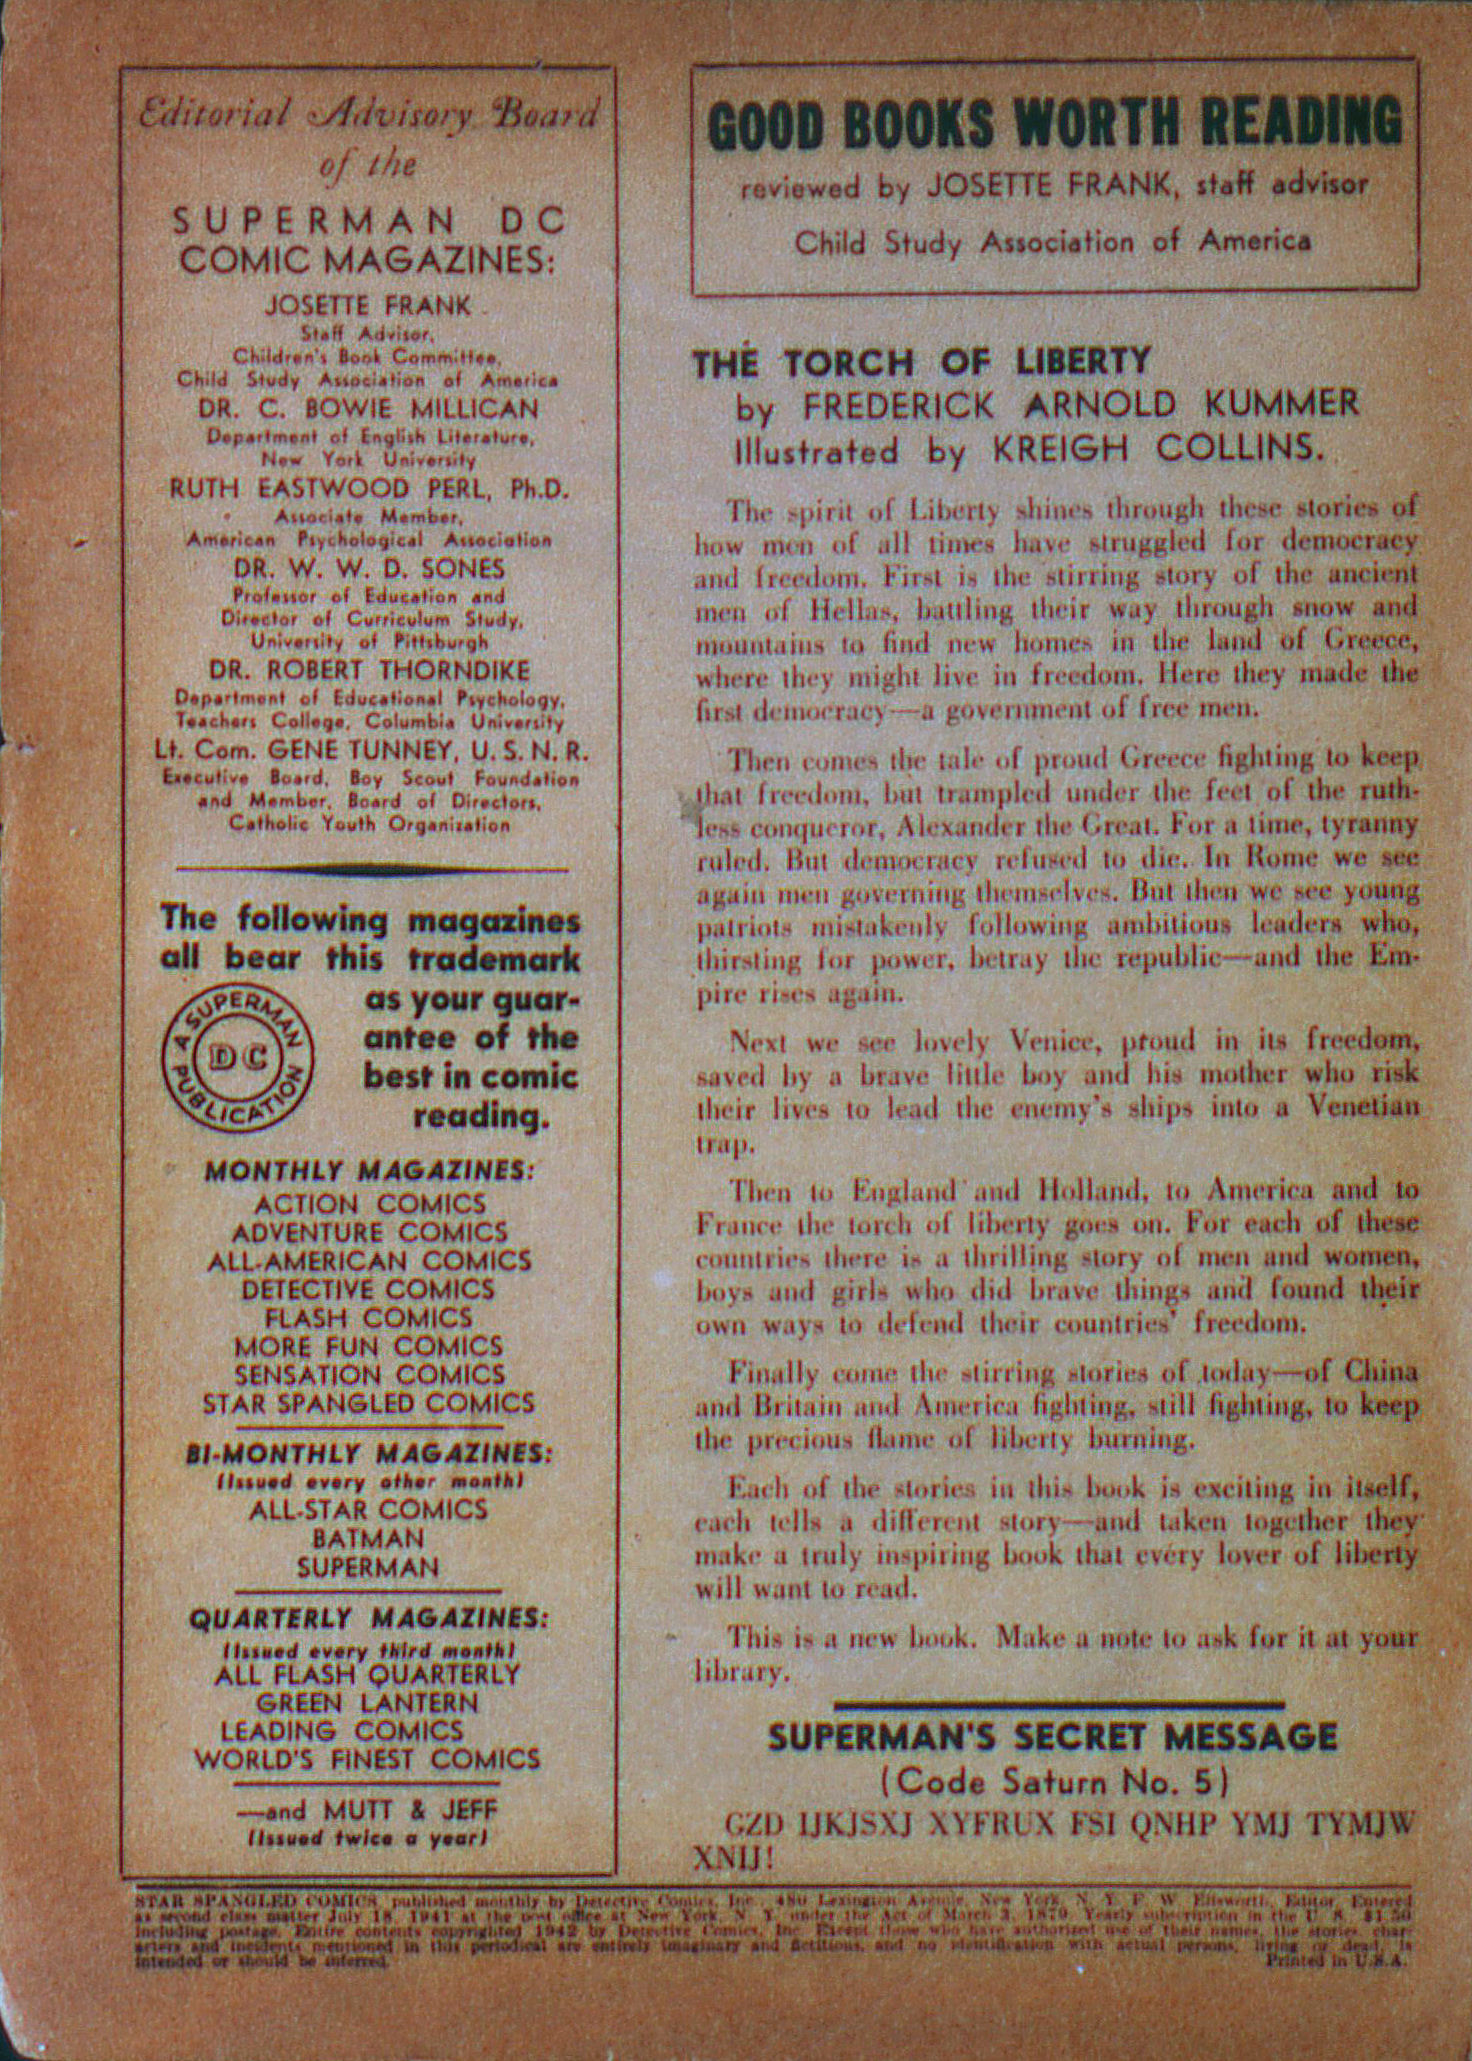 Editorial Advisory Board
of the
SUPERMAN DC
COMIC MAGAZINES:
JOSETTE FRANK
Staff Advisor,
Children's Book Committee,
Child Study Association of America
DR. C. BOWIE MILLICAN
Department of English Literature,
New York University
RUTH EASTWOOD PERL, Ph.D.
Associate Member,
American Psychological Association
DR. W. W. D. SONES
Professor of Education and
Director of Curriculum Study,
University of Pittsburgh
DR. ROBERT THORNDIKE
Department of Educational Psychology,
Teachers College, Columbia University
Lt. Com. GENE TUNNEY, U. S. N. R.
Executive Board, Boy Scout Foundation
and Member, Board of Directors,
Catholic Youth Organization
The following magazines
all bear this trademark
as your guar-
antee of the
best in comic
reading.
A SUPERMAN
DC
PUBLICATION
MONTHLY MAGAZINES:
ACTION COMICS
ADVENTURE COMICS
ALL-AMERICAN COMICS
DETECTIVE COMICS
FLASH COMICS
MORE FUN COMICS
SENSATION COMICS
STAR SPANGLED COMICS
BI-MONTHLY MAGAZINES:
(Issued every other month)
ALL-STAR COMICS
BATMAN
SUPERMAN
QUARTERLY MAGAZINES:
(Issued every third month)
ALL FLASH QUARTERLY
GREEN LANTERN
LEADING COMICS
WORLD'S FINEST COMICS
—and MUTT & JEFF
(Issued twice a year)
GOOD BOOKS WORTH READING
reviewed by JOSETTE FRANK, staff advisor
Child Study Association of America
THE TORCH OF LIBERTY
by FREDERICK ARNOLD KUMMER
Illustrated by KREIGH COLLINS.
The spirit of Liberty shines through these stories of
how men of all times have struggled for democracy
and freedom. First is the stirring story of the ancient
men of Hellas, battling their way through snow and
mountains to find new homes in the land of Greece,
where they might live in freedom. Here they made the
first democracy—a government of free men.
Then comes the tale of proud Greece fighting to keep
that freedom, but trampled under the feet of the ruth-
less conqueror, Alexander the Great. For a time, tyranny
ruled. But democracy refused to die. In Rome we see
again men governing themselves. But then we see young
patriots mistakenly following ambitious leaders who,
thirsting for power, betray the republic—and the Em-
pire rises again.
Next we see lovely Venice, proud in its freedom,
saved by a brave little boy and his mother who risk
their lives to lead the enemy's ships into a Venetian
trap.
Then to England and Holland, to America and to
France the torch of liberty goes on. For each of these
countries there is a thrilling story of men and women,
boys and girls who did brave things and found their
own ways to defend their countries' freedom.
Finally come the stirring stories of today—of China
and Britain and America fighting, still fighting, to keep
the precious flame of liberty burning.
Each of the stories in this book is exciting in itself,
each tells a different story—and taken together they
make a truly inspiring book that every lover of liberty
will want to read.
This is a new book. Make a note to ask for it at your
library.
SUPERMAN'S SECRET MESSAGE
(Code Saturn No. 5)
GZD IJKJSXJ XYFRUX FSI QNHP YMJ TYMJW
XNIJ!
STAR SPANGLED COMICS, published monthly by Detective Comics, Inc., 480 Lexington Avenue, New York, N. Y. F. W. Ellsworth, Editor. Entered
as second class matter July 18, 1941 at the post office at New York, N. Y. under the Act of March 3, 1879. Yearly subscription in the U. S. $1.50
including postage. Entire contents copyrighted 1942 by Detective Comics, Inc. Except those who have authorized use of their names, the stories, char-
acters and incidents mentioned in this periodical are entirely imaginary and fictitious, and no identification with actual persons, living or dead, is
intended or should be inferred. Printed in U.S.A.